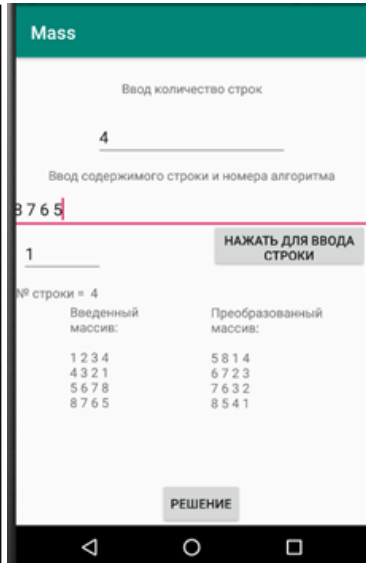 Mass
Ввод количество строк
4
Ввод содержимого строки и номера алгоритма
8 7 6 5
1
НАЖАТЬ ДЛЯ ВВОДА
СТРОКИ
№ строки = 4
Введенный
массив:
1 2 3 4
4 3 2 1
5 6 7 8
8 7 6 5
Преобразованный
массив:
5 8 1 4
6 7 2 3
7 6 3 2
8 5 4 1
РЕШЕНИЕ